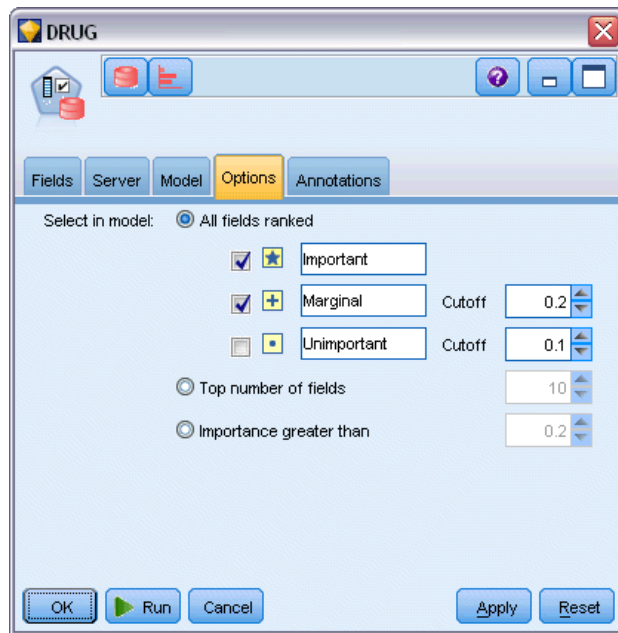 DRUG
?
Fields Server Model Options Annotations
Select in model: All fields ranked
Important
Marginal Cutoff 0.2
Unimportant Cutoff 0.1
Top number of fields 10
Importance greater than 0.2
OK Run Cancel Apply Reset